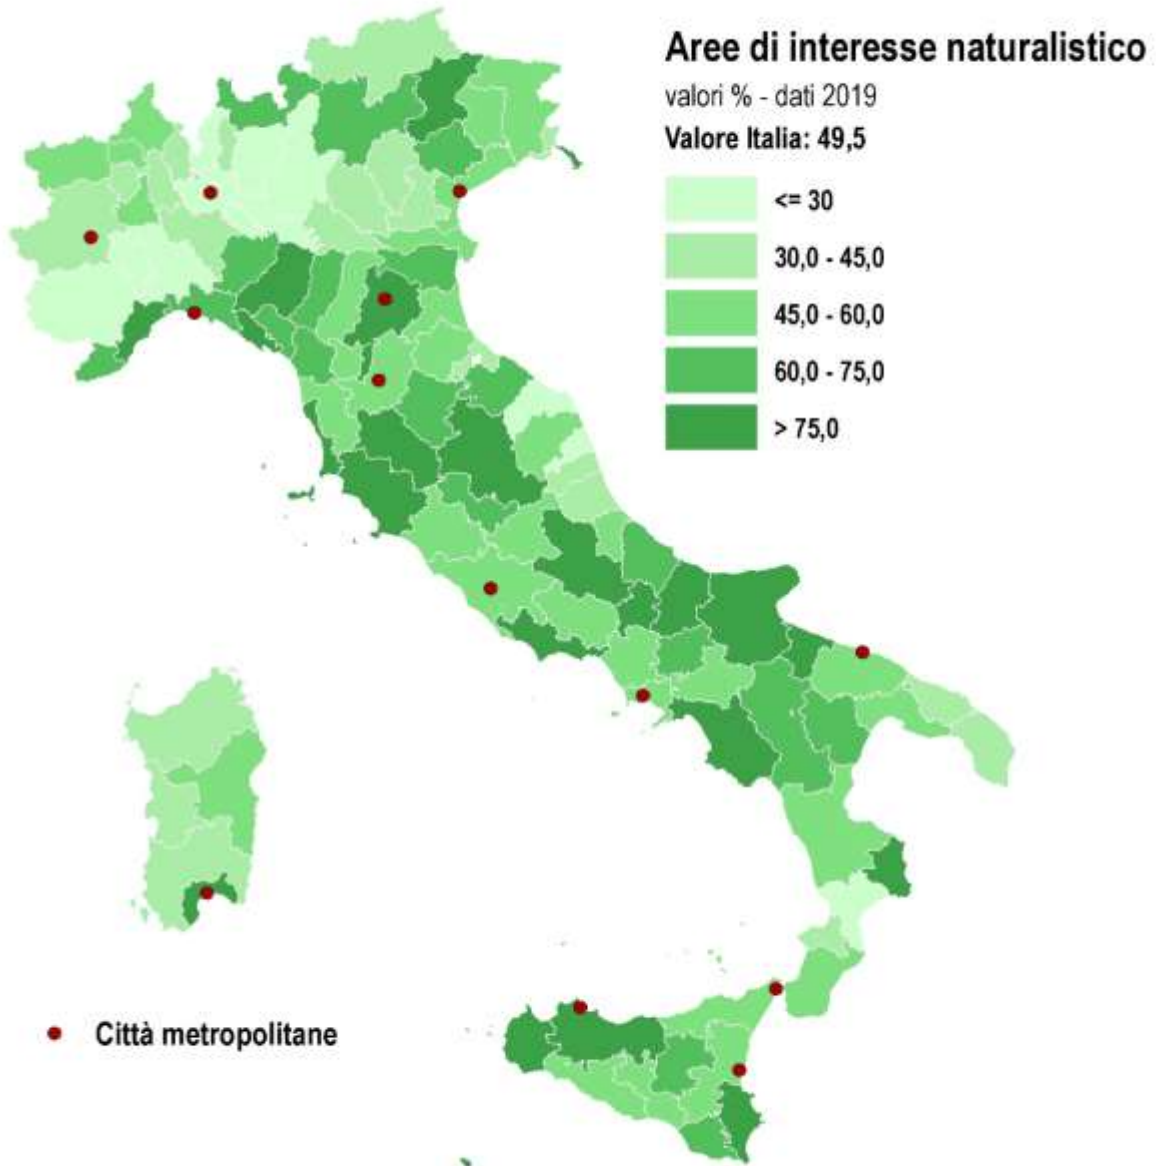 Aree di interesse naturalistico
valori % - dati 2019
Valore Italia: 49,5
<= 30
30,0 - 45,0
45,0 - 60,0
60,0 - 75,0
> 75,0
Città metropolitane